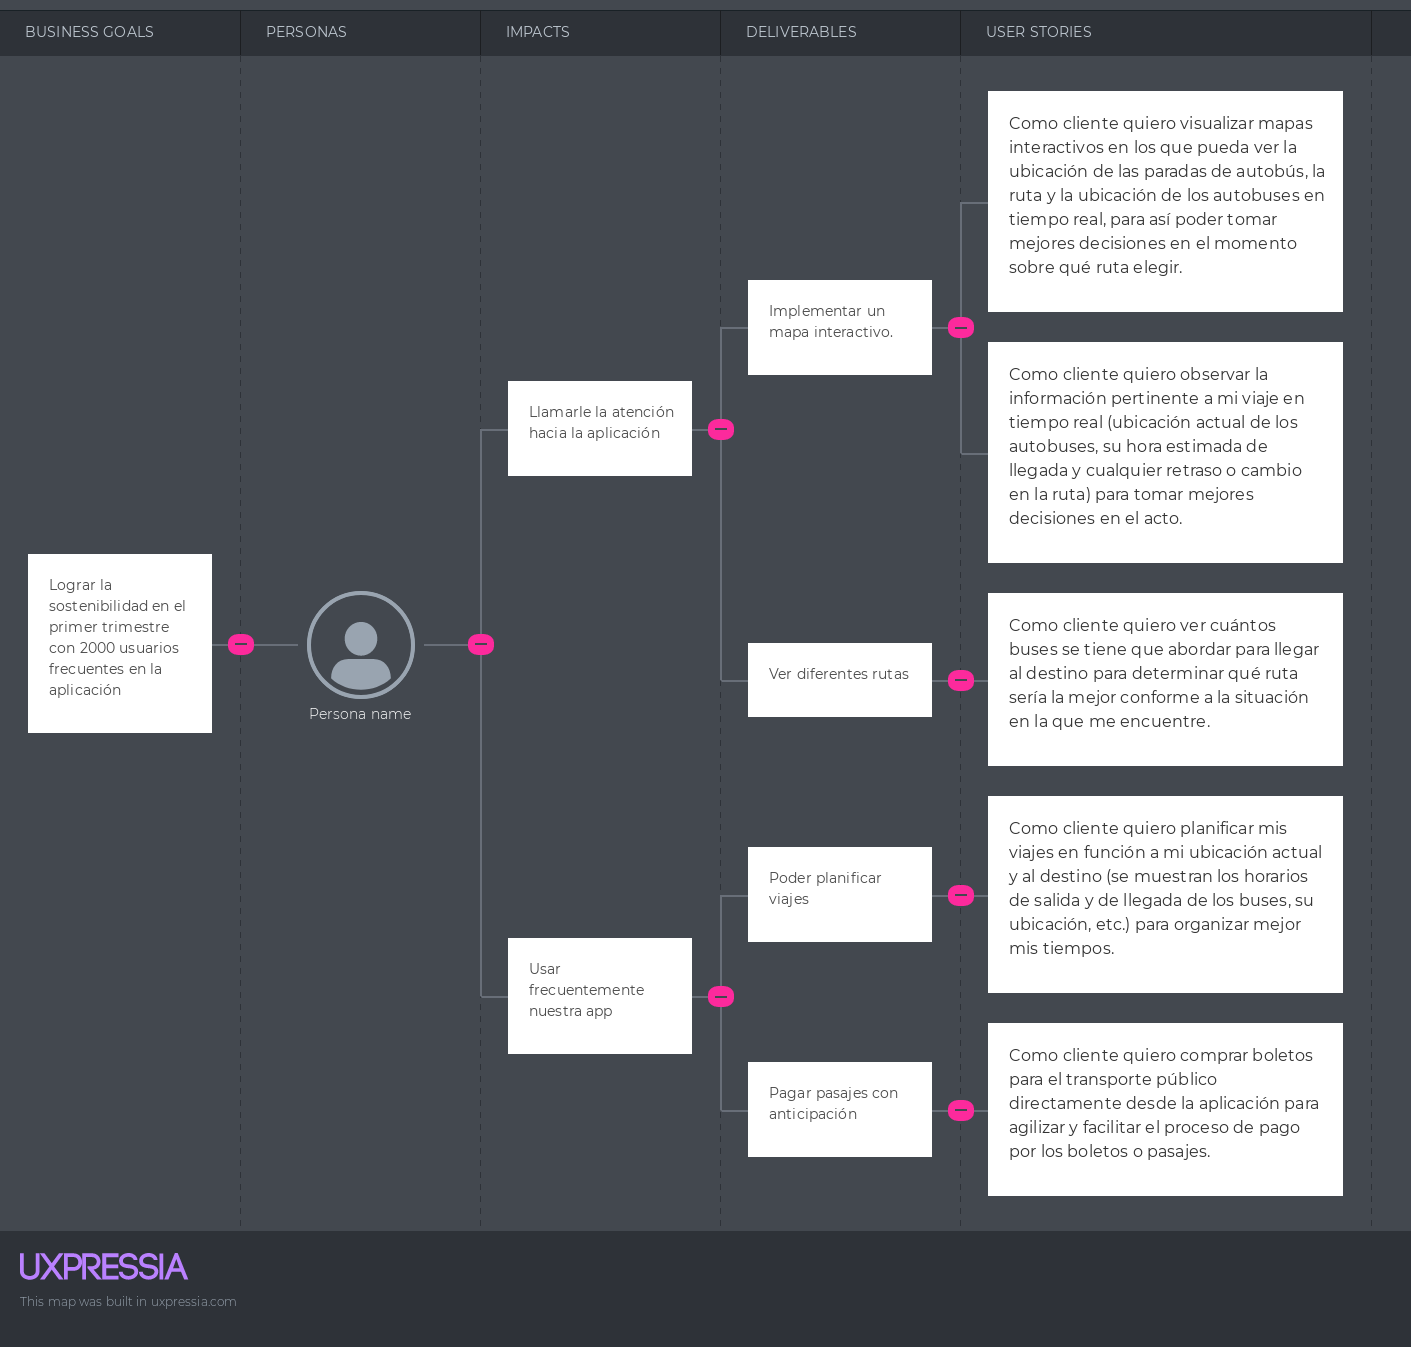 BUSINESS GOALS
PERSONAS
IMPACTS
DELIVERABLES
USER STORIES
Lograr la
sostenibilidad en el
primer trimestre
con 2000 usuarios
frecuentes en la
aplicación
Persona name
Llamarle la atención
hacia la aplicación
Usar
frecuentemente
nuestra app
Implementar un
mapa interactivo.
Ver diferentes rutas
Poder planificar
viajes
Pagar pasajes con
anticipación
Como cliente quiero visualizar mapas
interactivos en los que pueda ver la
ubicación de las paradas de autobús, la
ruta y la ubicación de los autobuses en
tiempo real, para así poder tomar
mejores decisiones en el momento
sobre qué ruta elegir.
Como cliente quiero observar la
información pertinente a mi viaje en
tiempo real (ubicación actual de los
autobuses, su hora estimada de
llegada y cualquier retraso o cambio
en la ruta) para tomar mejores
decisiones en el acto.
Como cliente quiero ver cuántos
buses se tiene que abordar para llegar
al destino para determinar qué ruta
sería la mejor conforme a la situación
en la que me encuentre.
Como cliente quiero planificar mis
viajes en función a mi ubicación actual
y al destino (se muestran los horarios
de salida y de llegada de los buses, su
ubicación, etc.) para organizar mejor
mis tiempos.
Como cliente quiero comprar boletos
para el transporte público
directamente desde la aplicación para
agilizar y facilitar el proceso de pago
por los boletos o pasajes.
UXPRESSIA
This map was built in uxpressia.com